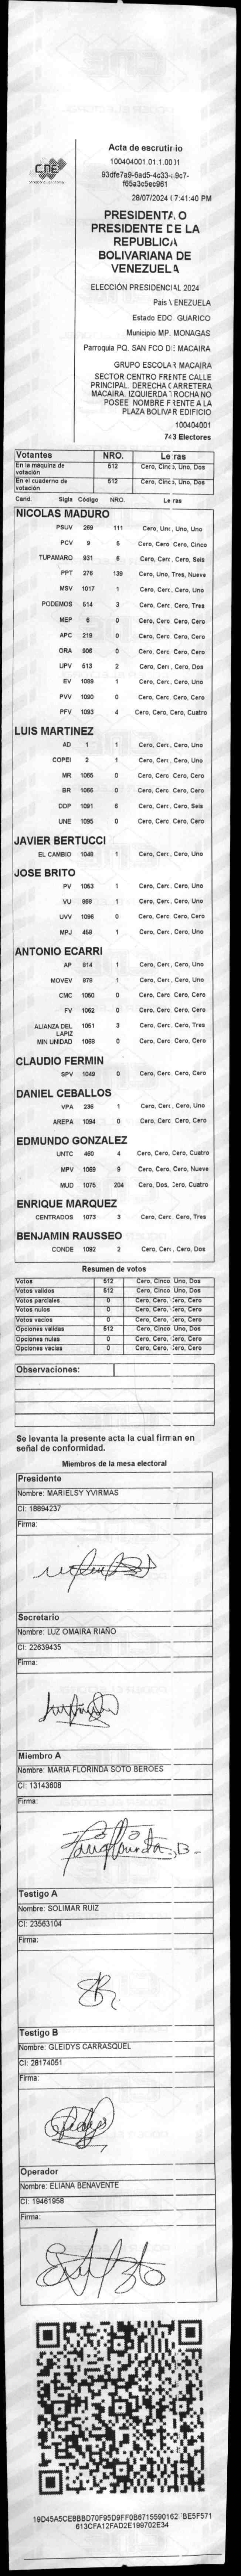 CNE
Acta de escrutinio
100404001.01.1.0001
93dfe7a9-6ad5-4c33-9c7-
f65a3c5ec961
28/07/2024 07:41:40 PM
PRESIDENTA O
PRESIDENTE DE LA
REPUBLICA
BOLIVARIANA DE
VENEZUELA
ELECCIÓN PRESIDENCIAL 2024
País VENEZUELA
Estado EDO. GUARICO
Municipio MP. MONAGAS
Parroquia PQ. SAN FCO DE MACAIRA
GRUPO ESCOLAR MACAIRA
SECTOR CENTRO FRENTE CALLE
PRINCIPAL. DERECHA CARRETERA
MACAIRA. IZQUIERDA TROCHA NO
POSEE NOMBRE FRENTE A LA
PLAZA BOLIVAR EDIFICIO
100404001
743 Electores
Votantes NRO. Letras
En la máquina de votación 512 Cero, Cinco, Uno, Dos
En el cuaderno de votación 512 Cero, Cinco, Uno, Dos
Cand. Sigla Código NRO. Letras
NICOLAS MADURO
PSUV 269 111 Cero, Uno, Uno, Uno
PCV 9 5 Cero, Cero, Cero, Cinco
TUPAMARO 931 6 Cero, Cero, Cero, Seis
PPT 276 139 Cero, Uno, Tres, Nueve
MSV 1017 1 Cero, Cero, Cero, Uno
PODEMOS 614 3 Cero, Cero, Cero, Tres
MEP 6 0 Cero, Cero, Cero, Cero
APC 219 0 Cero, Cero, Cero, Cero
ORA 906 0 Cero, Cero, Cero, Cero
UPV 513 2 Cero, Cero, Cero, Dos
EV 1089 1 Cero, Cero, Cero, Uno
PVV 1090 0 Cero, Cero, Cero, Cero
PFV 1093 4 Cero, Cero, Cero, Cuatro
LUIS MARTINEZ
AD 1 1 Cero, Cero, Cero, Uno
COPEI 2 1 Cero, Cero, Cero, Uno
MR 1065 0 Cero, Cero, Cero, Cero
BR 1066 0 Cero, Cero, Cero, Cero
DDP 1091 6 Cero, Cero, Cero, Seis
UNE 1095 0 Cero, Cero, Cero, Cero
JAVIER BERTUCCI
EL CAMBIO 1048 1 Cero, Cero, Cero, Uno
JOSE BRITO
PV 1053 1 Cero, Cero, Cero, Uno
VU 988 1 Cero, Cero, Cero, Uno
UVV 1096 0 Cero, Cero, Cero, Cero
MPJ 459 1 Cero, Cero, Cero, Uno
ANTONIO ECARRI
AP 814 1 Cero, Cero, Cero, Uno
MOVEV 978 1 Cero, Cero, Cero, Uno
CMC 1050 0 Cero, Cero, Cero, Cero
FV 1062 0 Cero, Cero, Cero, Cero
ALIANZA DEL LAPIZ 1051 3 Cero, Cero, Cero, Tres
MIN UNIDAD 1069 0 Cero, Cero, Cero, Cero
CLAUDIO FERMIN
SPV 1049 0 Cero, Cero, Cero, Cero
DANIEL CEBALLOS
VPA 236 1 Cero, Cero, Cero, Uno
AREPA 1094 0 Cero, Cero, Cero, Cero
EDMUNDO GONZALEZ
UNTC 460 4 Cero, Cero, Cero, Cuatro
MPV 1069 9 Cero, Cero, Cero, Nueve
MUD 1075 204 Cero, Dos, Cero, Cuatro
ENRIQUE MARQUEZ
CENTRADOS 1073 3 Cero, Cero, Cero, Tres
BENJAMIN RAUSSEO
CONDE 1092 2 Cero, Cero, Cero, Dos
Resumen de votos
Votos 512 Cero, Cinco, Uno, Dos
Votos validos 512 Cero, Cinco, Uno, Dos
Votos parciales 0 Cero, Cero, Cero, Cero
Votos nulos 0 Cero, Cero, Cero, Cero
Votos vacios 0 Cero, Cero, Cero, Cero
Opciones validas 512 Cero, Cinco, Uno, Dos
Opciones nulas 0 Cero, Cero, Cero, Cero
Opciones vacias 0 Cero, Cero, Cero, Cero
Observaciones:
Se levanta la presente acta la cual firman en
señal de conformidad.
Miembros de la mesa electoral
Presidente
Nombre: MARIELSY YVIRMAS
CI: 18894237
Firma:
Secretario
Nombre: LUZ OMAIRA RIAÑO
CI: 22639435
Firma:
Miembro A
Nombre: MARIA FLORINDA SOTO BEROES
CI: 13143608
Firma:
Testigo A
Nombre: SOLIMAR RUIZ
CI: 23563104
Firma:
Testigo B
Nombre: GLEIDYS CARRASQUEL
CI: 26174051
Firma:
Operador
Nombre: ELIANA BENAVENTE
CI: 19461958
Firma:
19D45A5CE8BBD70F95D9FF0B6715590162 BE5F571
613CFA12FAD2E199702E34